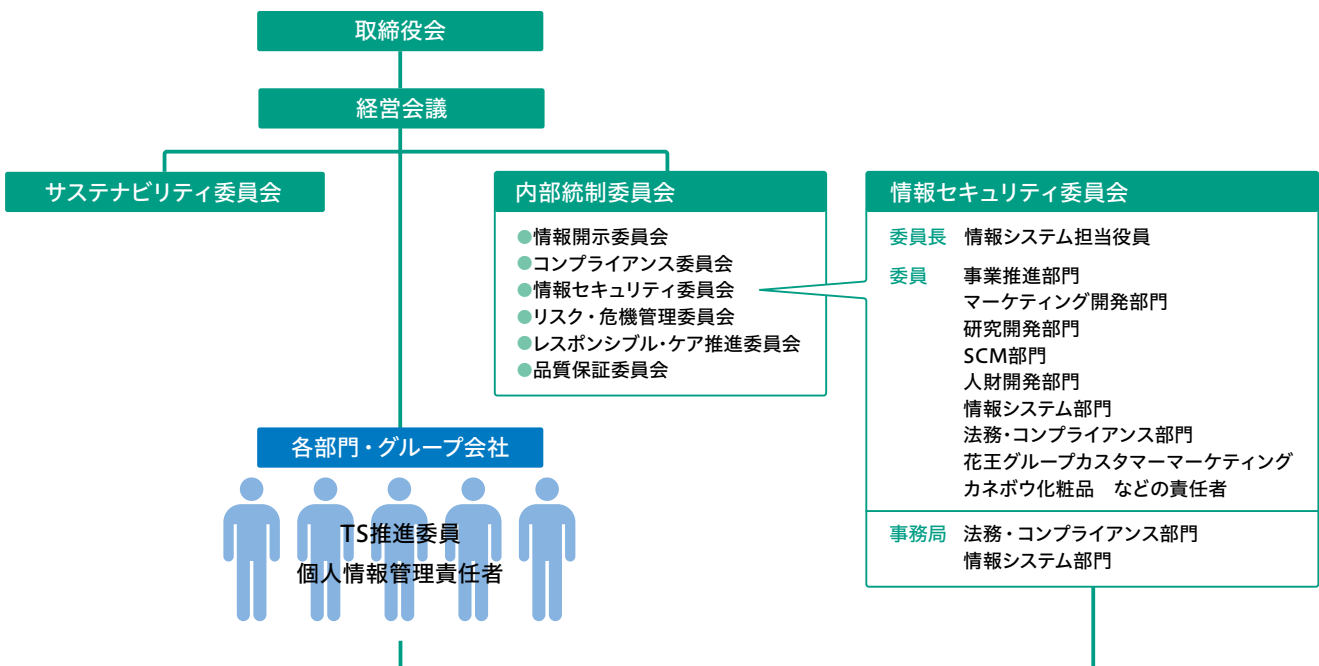 取締役会
経営会議
サステナビリティ委員会
内部統制委員会
●情報開示委員会
●コンプライアンス委員会
●情報セキュリティ委員会
●リスク・危機管理委員会
●レスポンシブル・ケア推進委員会
●品質保証委員会
情報セキュリティ委員会
委員長 情報システム担当役員
委員 事業推進部門
マーケティング開発部門
研究開発部門
SCM部門
人財開発部門
情報システム部門
法務・コンプライアンス部門
花王グループカスタマーマーケティング
カネボウ化粧品 などの責任者
事務局 法務・コンプライアンス部門
情報システム部門
各部門・グループ会社
TS推進委員
個人情報管理責任者